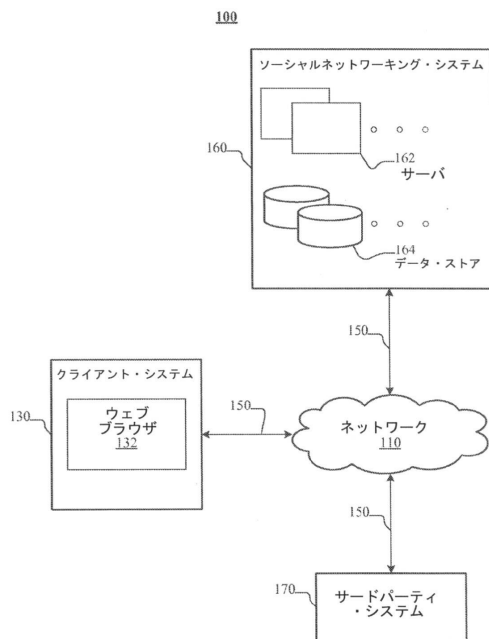 100
ソーシャルネットワーキング・システム
160
162
サーバ
164
データ・ストア
150
クライアント・システム
130
ウェブ
ブラウザ
132
150
ネットワーク
110
150
170
サードパーティ
・システム